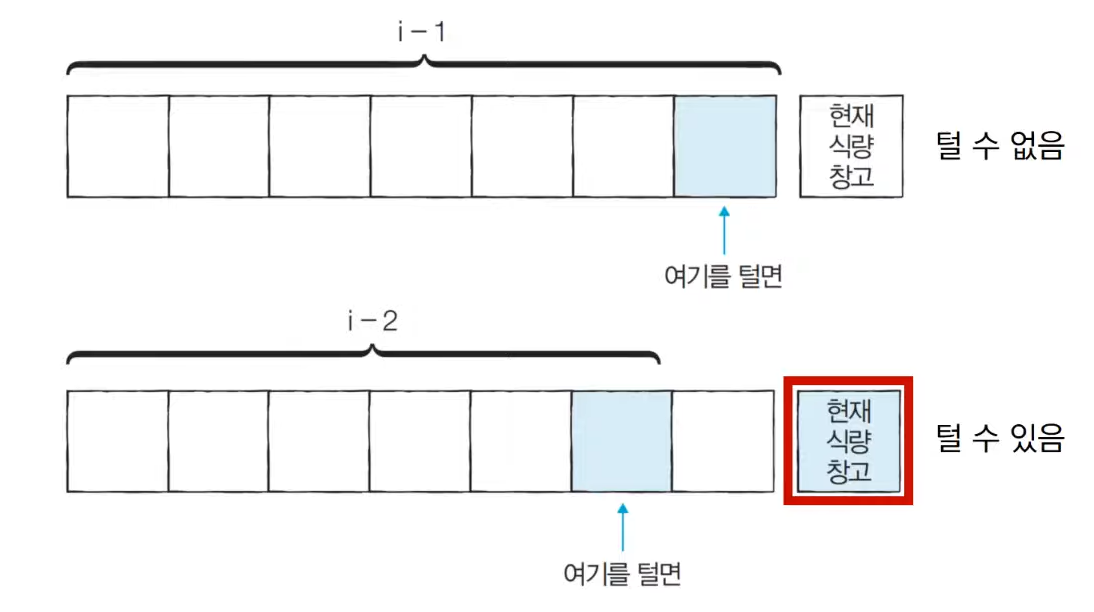 i – 1
현재
식량
창고
털 수 없음
여기를 털면
i – 2
현재
식량
창고
털 수 있음
여기를 털면